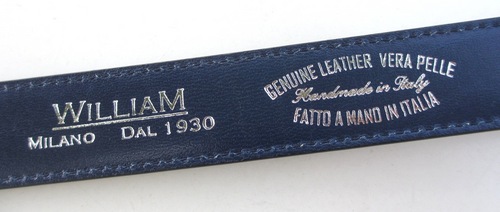 WILLIAM
MILANO DAL 1930
GENUINE LEATHER VERA PELLE
Handmade in Italy
FATTO A MANO IN ITALIA